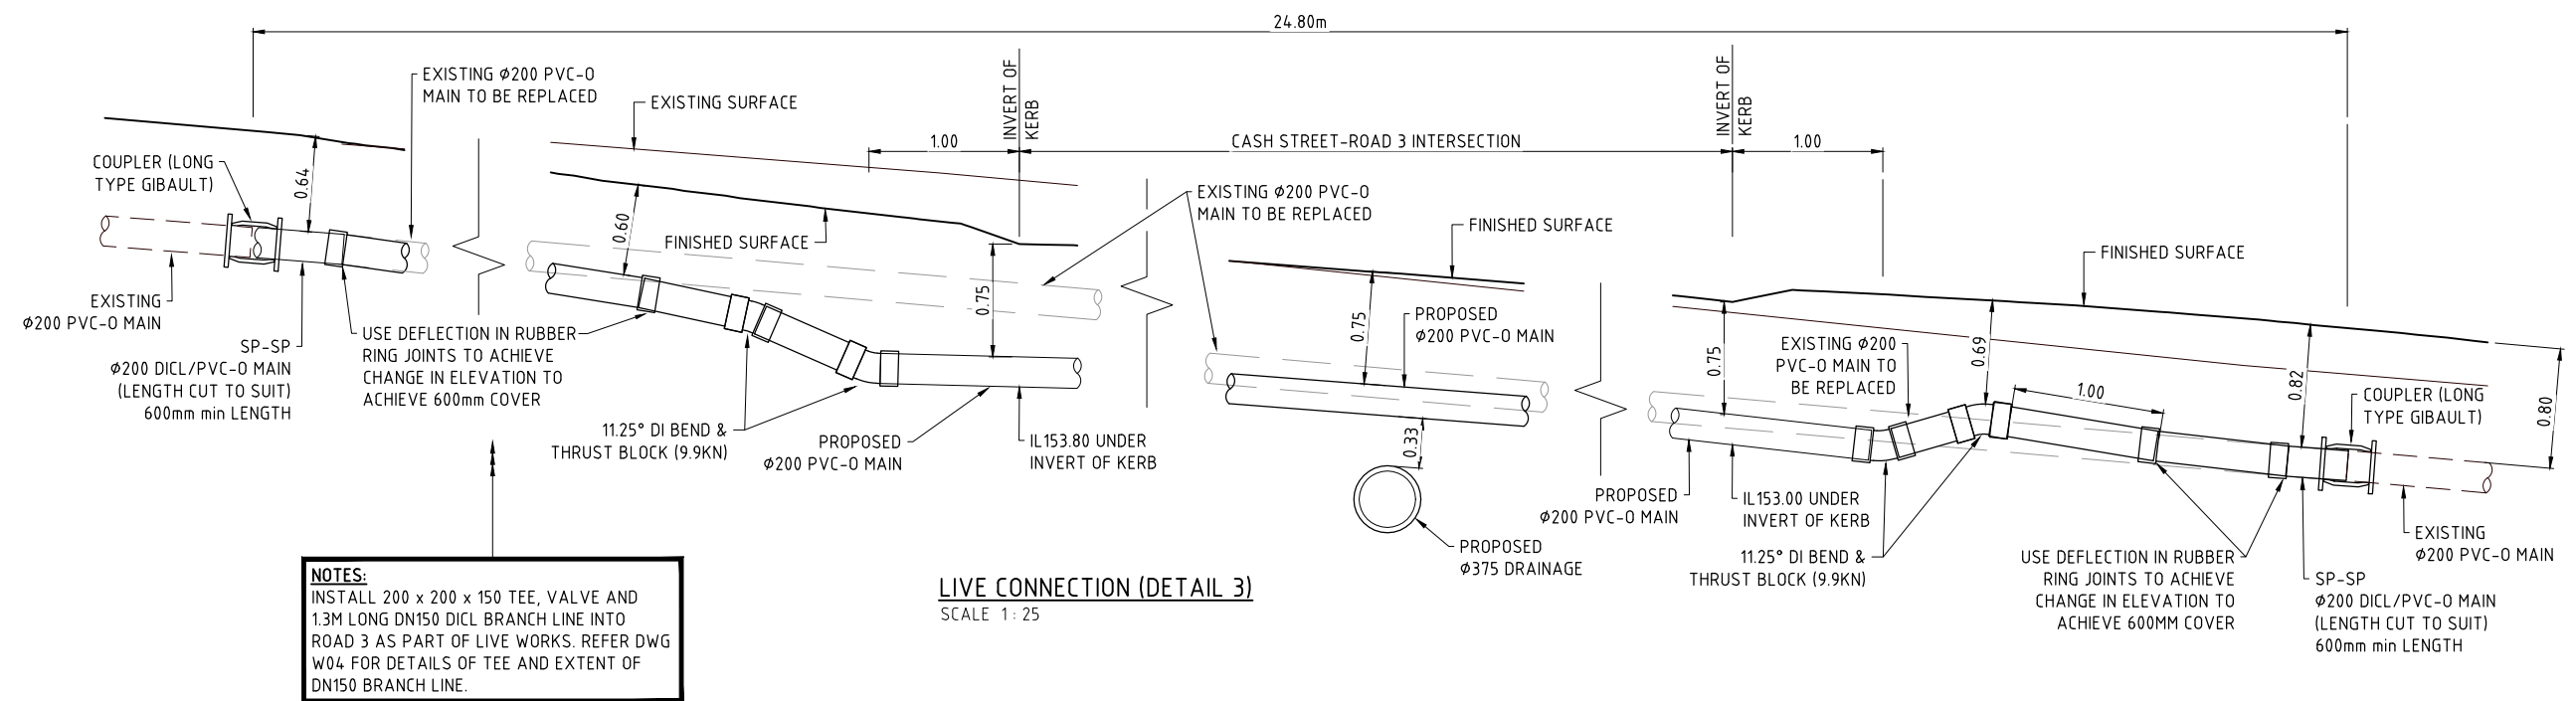 24.80m
EXISTING Ø200 PVC-O
MAIN TO BE REPLACED
EXISTING SURFACE
INVERT OF
KERB
INVERT OF
KERB
1.00
CASH STREET-ROAD 3 INTERSECTION
1.00
COUPLER (LONG
TYPE GIBAULT)
0.64
0.60
FINISHED SURFACE
EXISTING Ø200 PVC-O
MAIN TO BE REPLACED
FINISHED SURFACE
FINISHED SURFACE
0.75
0.75
PROPOSED
Ø200 PVC-O MAIN
0.75
EXISTING Ø200
PVC-O MAIN TO
BE REPLACED
0.69
1.00
0.82
COUPLER (LONG
TYPE GIBAULT)
0.80
EXISTING
Ø200 PVC-O MAIN
SP-SP
Ø200 DICL/PVC-O MAIN
(LENGTH CUT TO SUIT)
600mm min LENGTH
USE DEFLECTION IN RUBBER
RING JOINTS TO ACHIEVE
CHANGE IN ELEVATION TO
ACHIEVE 600mm COVER
11.25° DI BEND &
THRUST BLOCK (9.9KN)
PROPOSED
Ø200 PVC-O MAIN
IL153.80 UNDER
INVERT OF KERB
0.33
PROPOSED
Ø375 DRAINAGE
PROPOSED
Ø200 PVC-O MAIN
IL153.00 UNDER
INVERT OF KERB
11.25° DI BEND &
THRUST BLOCK (9.9KN)
USE DEFLECTION IN RUBBER
RING JOINTS TO ACHIEVE
CHANGE IN ELEVATION TO
ACHIEVE 600MM COVER
EXISTING
Ø200 PVC-O MAIN
SP-SP
Ø200 DICL/PVC-O MAIN
(LENGTH CUT TO SUIT)
600mm min LENGTH
NOTES:
INSTALL 200 x 200 x 150 TEE, VALVE AND
1.3M LONG DN150 DICL BRANCH LINE INTO
ROAD 3 AS PART OF LIVE WORKS. REFER DWG
W04 FOR DETAILS OF TEE AND EXTENT OF
DN150 BRANCH LINE.
LIVE CONNECTION (DETAIL 3)
SCALE 1:25